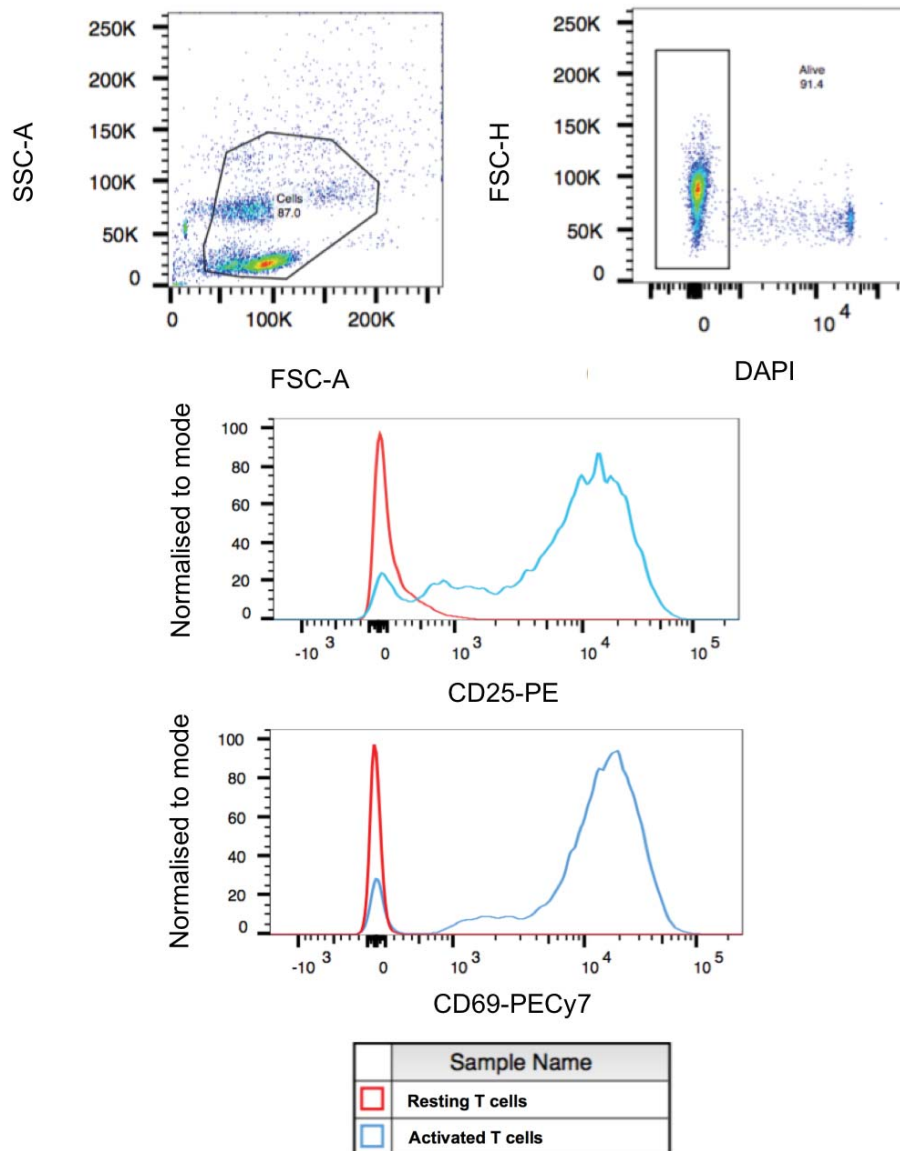 SSC-A
250K
200K
150K
100K
50K
0
Cells
87.0
0 100K 200K
FSC-A
FSC-H
250K
200K
150K
100K
50K
0
Alive
91.4
0 10 4
DAPI
Normalised to mode
100
80
60
40
20
0
-10 3 0 10 3 10 4 10 5
CD25-PE
Normalised to mode
100
80
60
40
20
0
-10 3 0 10 3 10 4 10 5
CD69-PECy7
Sample Name
Resting T cells
Activated T cells